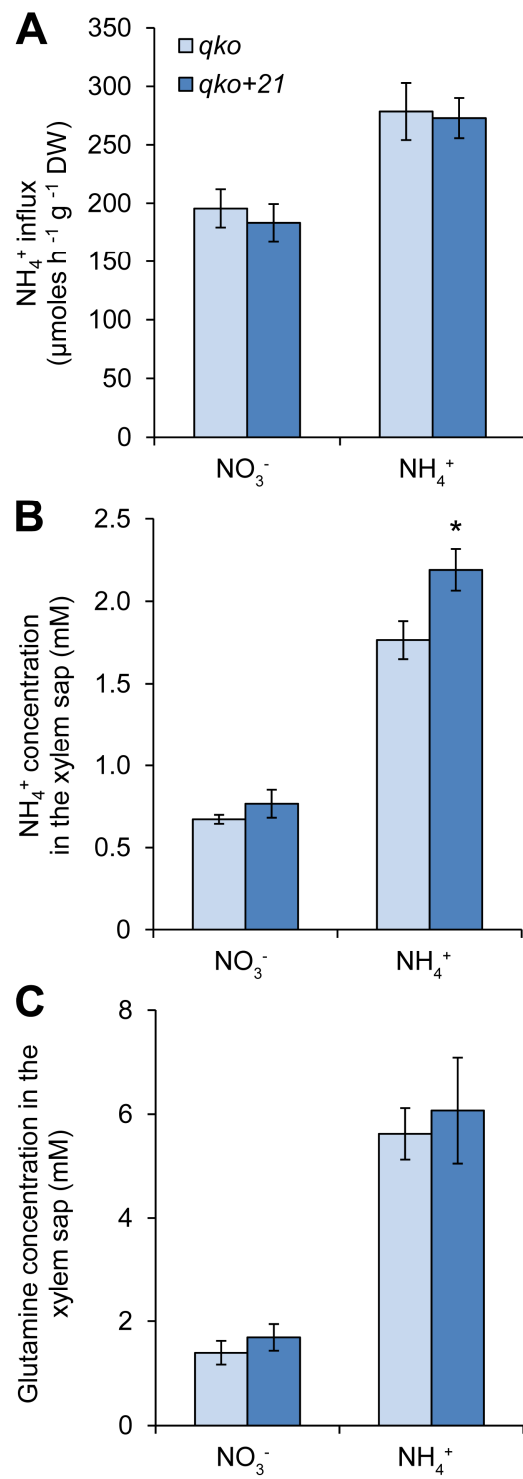 A
qko
qko+21
NH₄⁺ influx
(µmoles h ⁻¹ g ⁻¹ DW)
350
300
250
200
150
100
50
0
NO₃⁻ NH₄⁺
B
*
NH₄⁺ concentration
in the xylem sap (mM)
2.5
2.0
1.5
1.0
0.5
0
NO₃⁻ NH₄⁺
C
Glutamine concentration in the
xylem sap (mM)
8
6
4
2
0
NO₃⁻ NH₄⁺